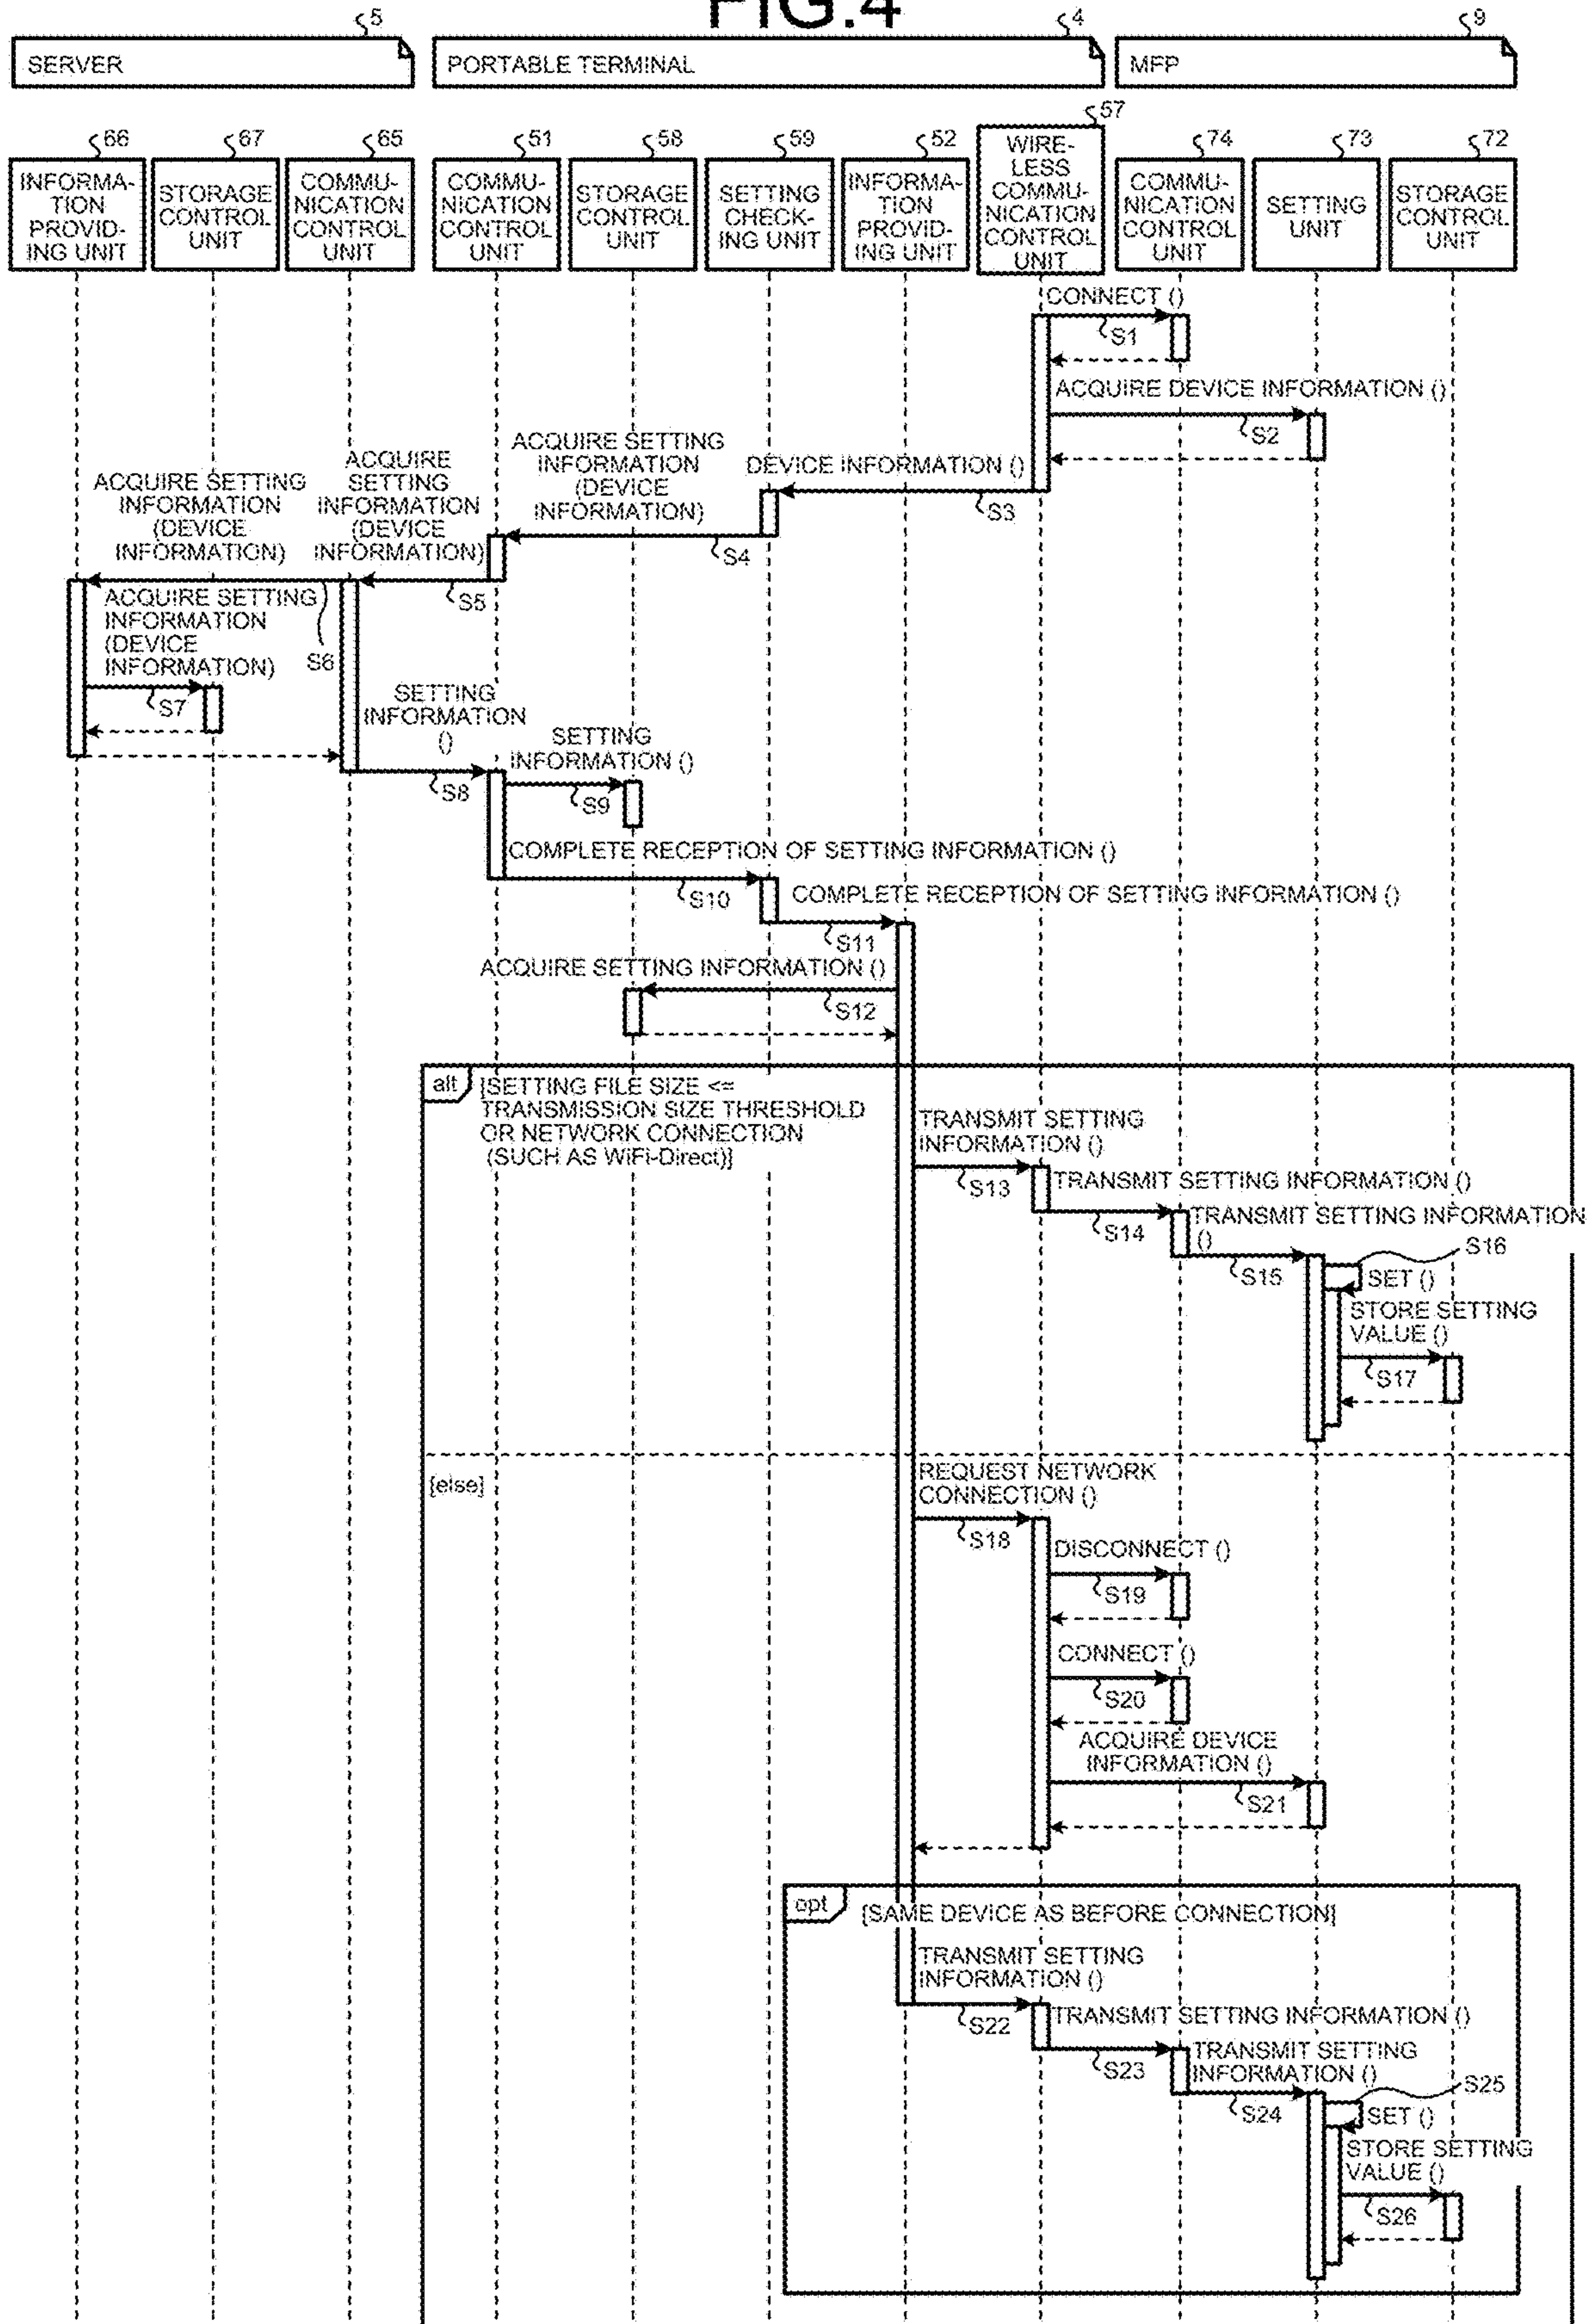 FIG.4
5
4
9
SERVER
PORTABLE TERMINAL
MFP
66
67
65
51
58
59
52
57
74
73
72
INFORMA-
TION
PROVID-
ING UNIT
STORAGE
CONTROL
UNIT
COMMU-
NICATION
CONTROL
UNIT
COMMU-
NICATION
CONTROL
UNIT
STORAGE
CONTROL
UNIT
SETTING
CHECK-
ING UNIT
INFORMA-
TION
PROVID-
ING UNIT
WIRE-
LESS
COMMU-
NICATION
CONTROL
UNIT
COMMU-
NICATION
CONTROL
UNIT
SETTING
UNIT
STORAGE
CONTROL
UNIT
CONNECT ()
S1
ACQUIRE DEVICE INFORMATION ()
S2
DEVICE INFORMATION ()
S3
ACQUIRE SETTING
INFORMATION
(DEVICE
INFORMATION)
S4
ACQUIRE
SETTING
INFORMATION
(DEVICE
INFORMATION)
S5
ACQUIRE SETTING
INFORMATION
(DEVICE
INFORMATION)
S6
ACQUIRE SETTING
INFORMATION
(DEVICE
INFORMATION)
S7
SETTING
INFORMATION
()
S8
SETTING
INFORMATION ()
S9
COMPLETE RECEPTION OF SETTING INFORMATION ()
S10
COMPLETE RECEPTION OF SETTING INFORMATION ()
S11
ACQUIRE SETTING INFORMATION ()
S12
alt
[SETTING FILE SIZE <=
TRANSMISSION SIZE THRESHOLD
OR NETWORK CONNECTION
(SUCH AS WiFi-Direct)]
TRANSMIT SETTING
INFORMATION ()
S13
TRANSMIT SETTING INFORMATION ()
S14
TRANSMIT SETTING INFORMATION
()
S15
S16
SET ()
STORE SETTING
VALUE ()
S17
[else]
REQUEST NETWORK
CONNECTION ()
S18
DISCONNECT ()
S19
CONNECT ()
S20
ACQUIRE DEVICE
INFORMATION ()
S21
opt
[SAME DEVICE AS BEFORE CONNECTION]
TRANSMIT SETTING
INFORMATION ()
S22
TRANSMIT SETTING INFORMATION ()
S23
TRANSMIT SETTING
INFORMATION ()
S24
S25
SET ()
STORE SETTING
VALUE ()
S26